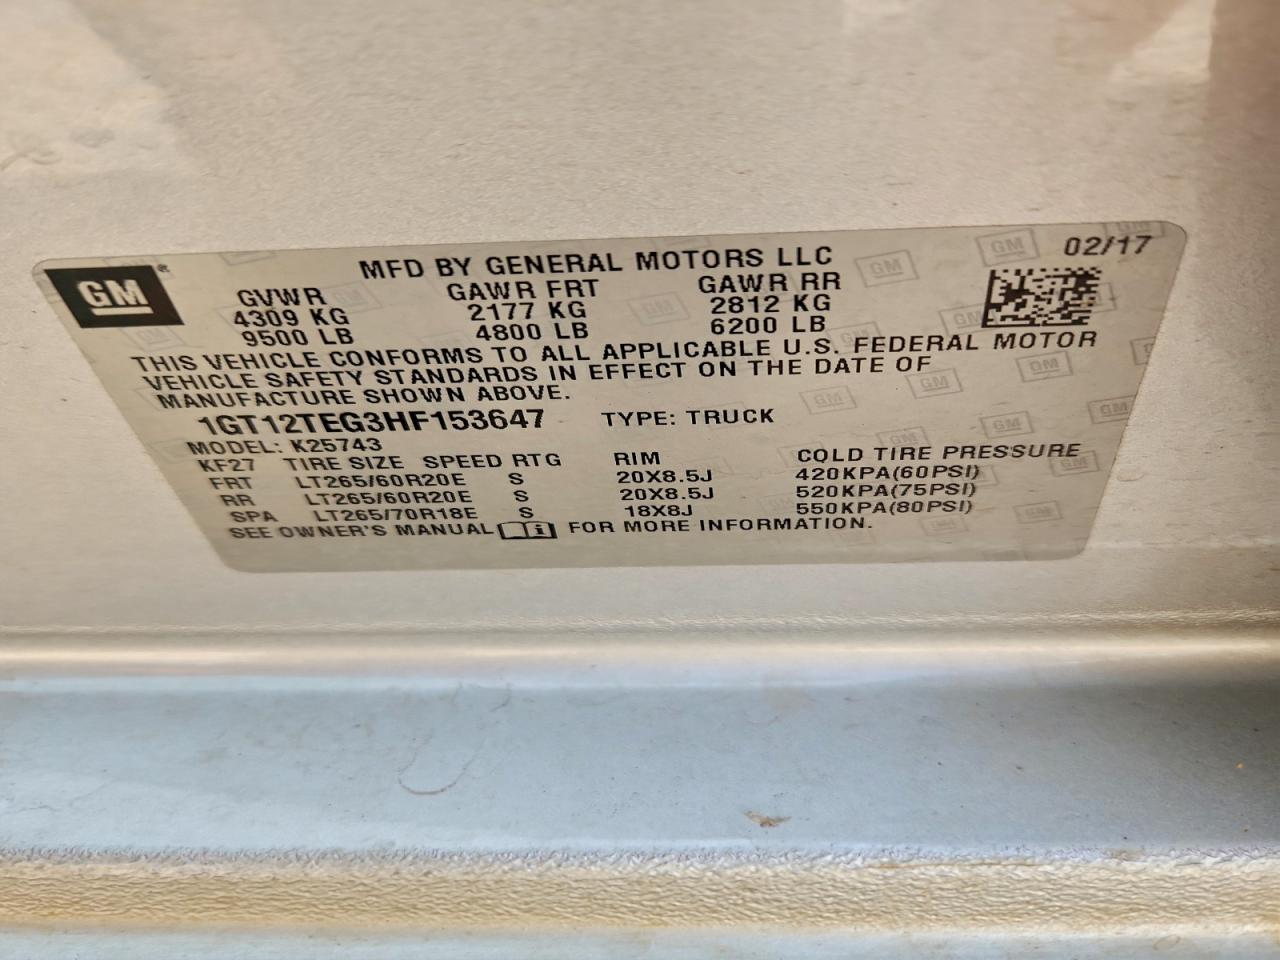 GM® MFD BY GENERAL MOTORS LLC 02/17
GVWR GAWR FRT GAWR RR
4309 KG 2177 KG 2812 KG
9500 LB 4800 LB 6200 LB
THIS VEHICLE CONFORMS TO ALL APPLICABLE U.S. FEDERAL MOTOR
VEHICLE SAFETY STANDARDS IN EFFECT ON THE DATE OF
MANUFACTURE SHOWN ABOVE.
1GT12TEG3HF153647 TYPE: TRUCK
MODEL: K25743
KF27 TIRE SIZE SPEED RTG RIM COLD TIRE PRESSURE
FRT LT265/60R20E S 20X8.5J 420KPA(60PSI)
RR LT265/60R20E S 20X8.5J 520KPA(75PSI)
SPA LT265/70R18E S 18X8J 550KPA(80PSI)
SEE OWNER'S MANUAL i FOR MORE INFORMATION.